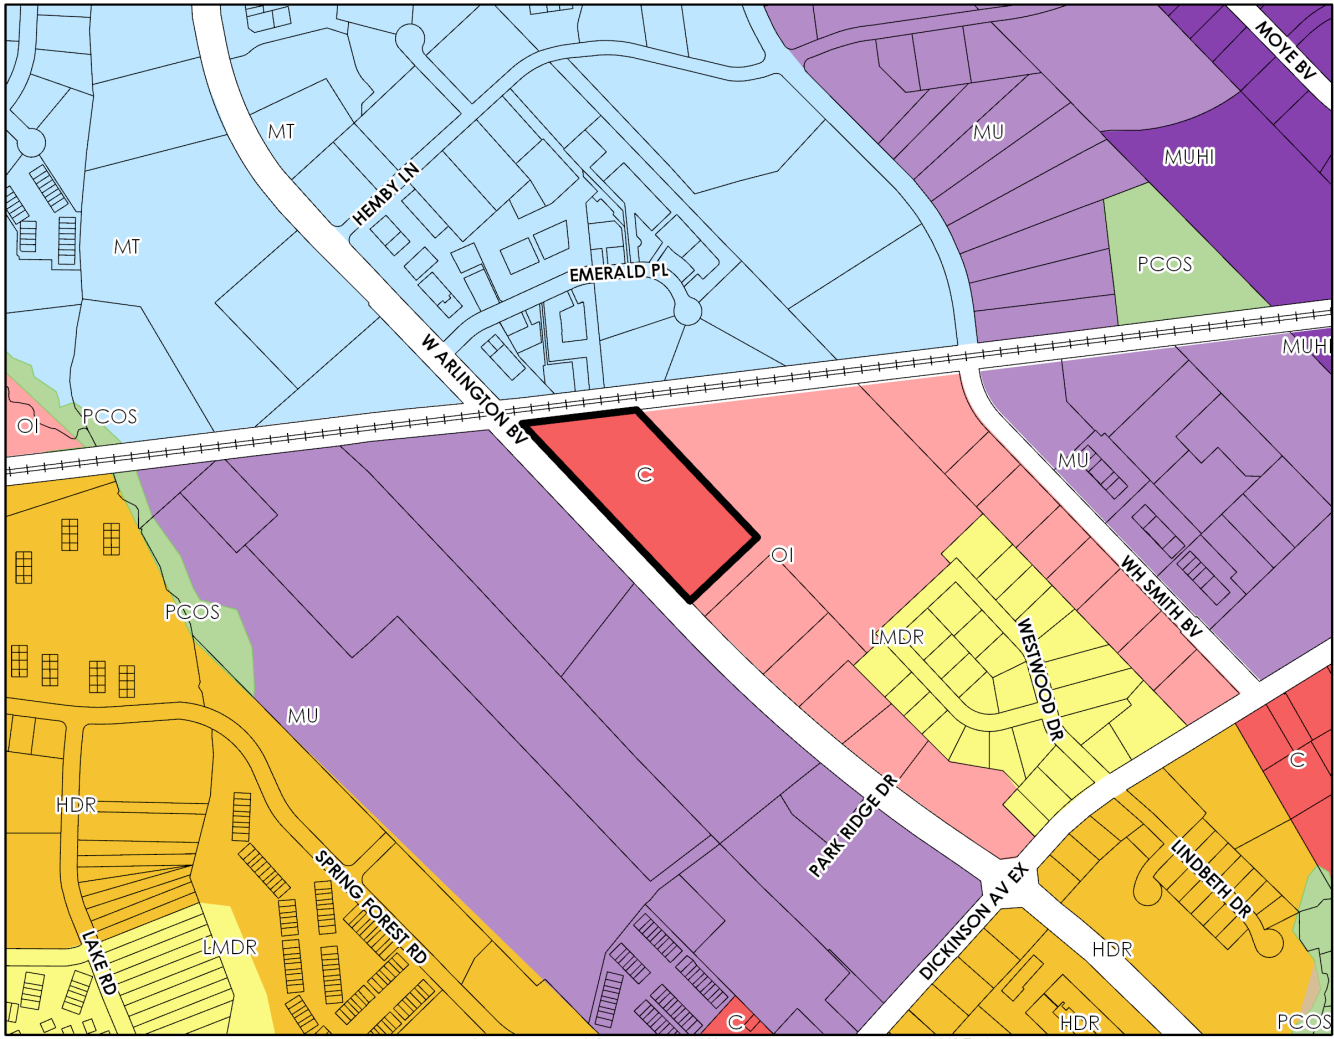 MOYE BV
MT
MU
MUHI
HEMBY LN
MT
PCOS
EMERALD PL
MUHI
W ARLINGTON BV
PCOS
OI
MU
C
OI
WH SMITH BV
PCOS
LMDR
WESTWOOD DR
MU
C
HDR
PARK RIDGE DR
SPRING FOREST RD
LINDBETH DR
DICKINSON AV EX
LAKE RD
LMDR
HDR
C
HDR
PCOS